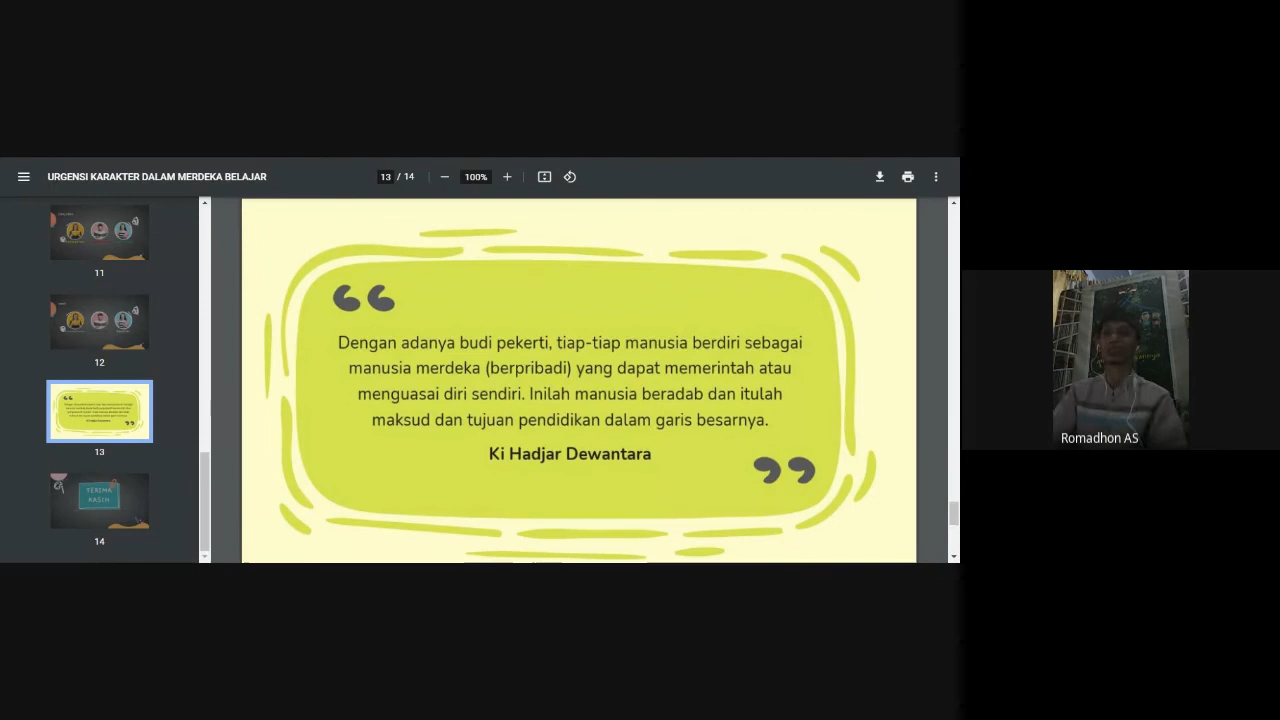 URGENSI KARAKTER DALAM MERDEKA BELAJAR
13 / 14
100%
11
12
13
TERIMA
KASIH
14
Dengan adanya budi pekerti, tiap-tiap manusia berdiri sebagai
manusia merdeka (berpribadi) yang dapat memerintah atau
menguasai diri sendiri. Inilah manusia beradab dan itulah
maksud dan tujuan pendidikan dalam garis besarnya.
Ki Hadjar Dewantara
Romadhon AS